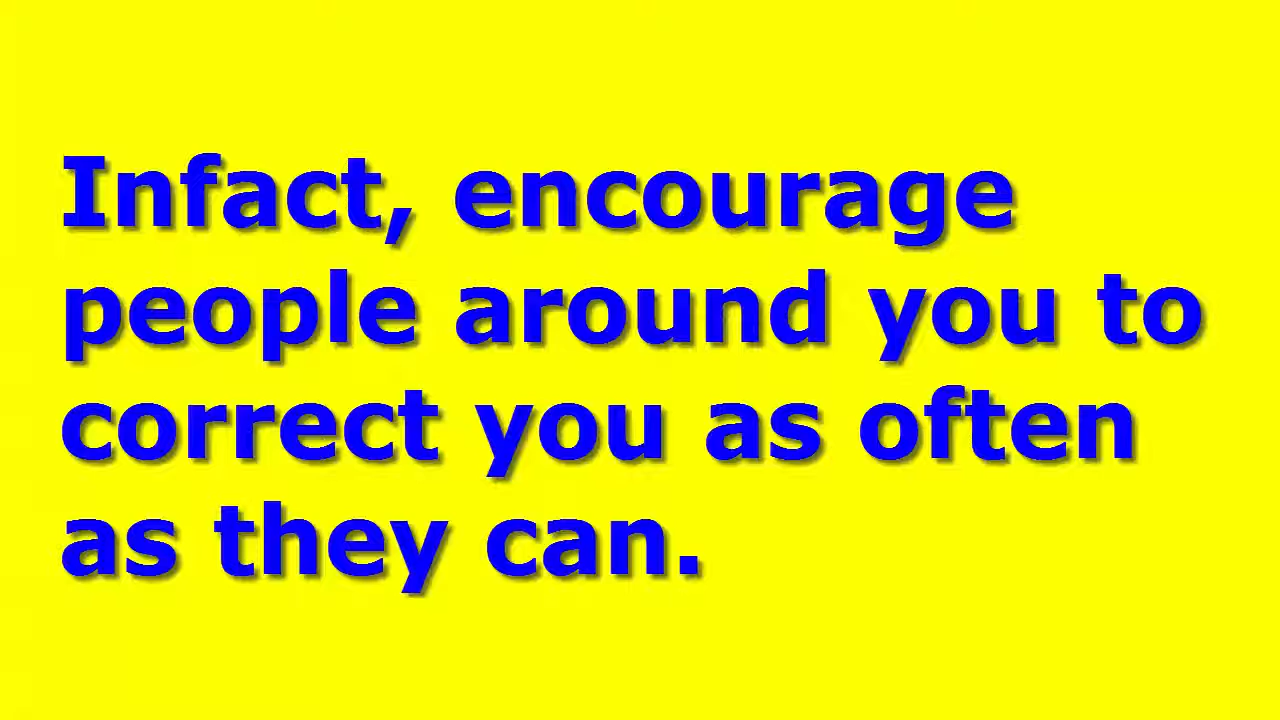 Infact, encourage
people around you to
correct you as often
as they can.